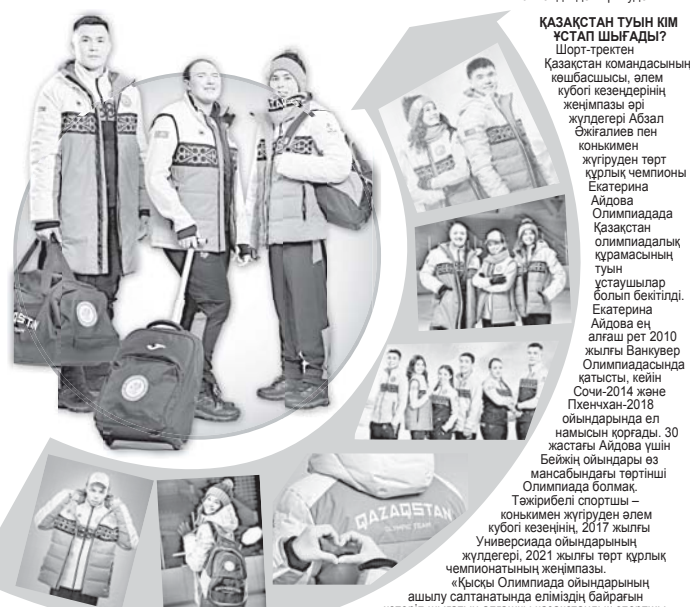 ҚАЗАҚСТАН ТУЫН КІМ
ҰСТАП ШЫҒАДЫ?
Шорт-тректен
Қазақстан командасының
көшбасшысы, әлем
кубогі кезеңдерінің
жеңімпазы әрі
жүлдегері Абзал
Әжіғалиев пен
конькимен
жүгіруден төрт
құрлық чемпионы
Екатерина
Айдова
Олимпиадада
Қазақстан
олимпиадалық
құрамасының
туын
ұстаушылар
болып бекітілді.
Екатерина
Айдова ең
алғаш рет 2010
жылғы Ванкувер
Олимпиадасында
қатысты, кейін
Сочи-2014 және
Пхенчхан-2018
ойындарында ел
намысын қорғады. 30
жастағы Айдова үшін
Бейжің ойындары өз
мансабындағы төртінші
Олимпиада болмақ.
Тәжірибелі спортшы –
конькимен жүгіруден әлем
кубогі кезеңінің, 2017 жылғы
Универсиада ойындарының
жүлдегері, 2021 жылғы төрт құрлық
чемпионатының жеңімпазы.
«Қысқы Олимпиада ойындарының
ашылу салтанатында еліміздің байрағын
QAZAQSTAN
OLYMPIC TEAM